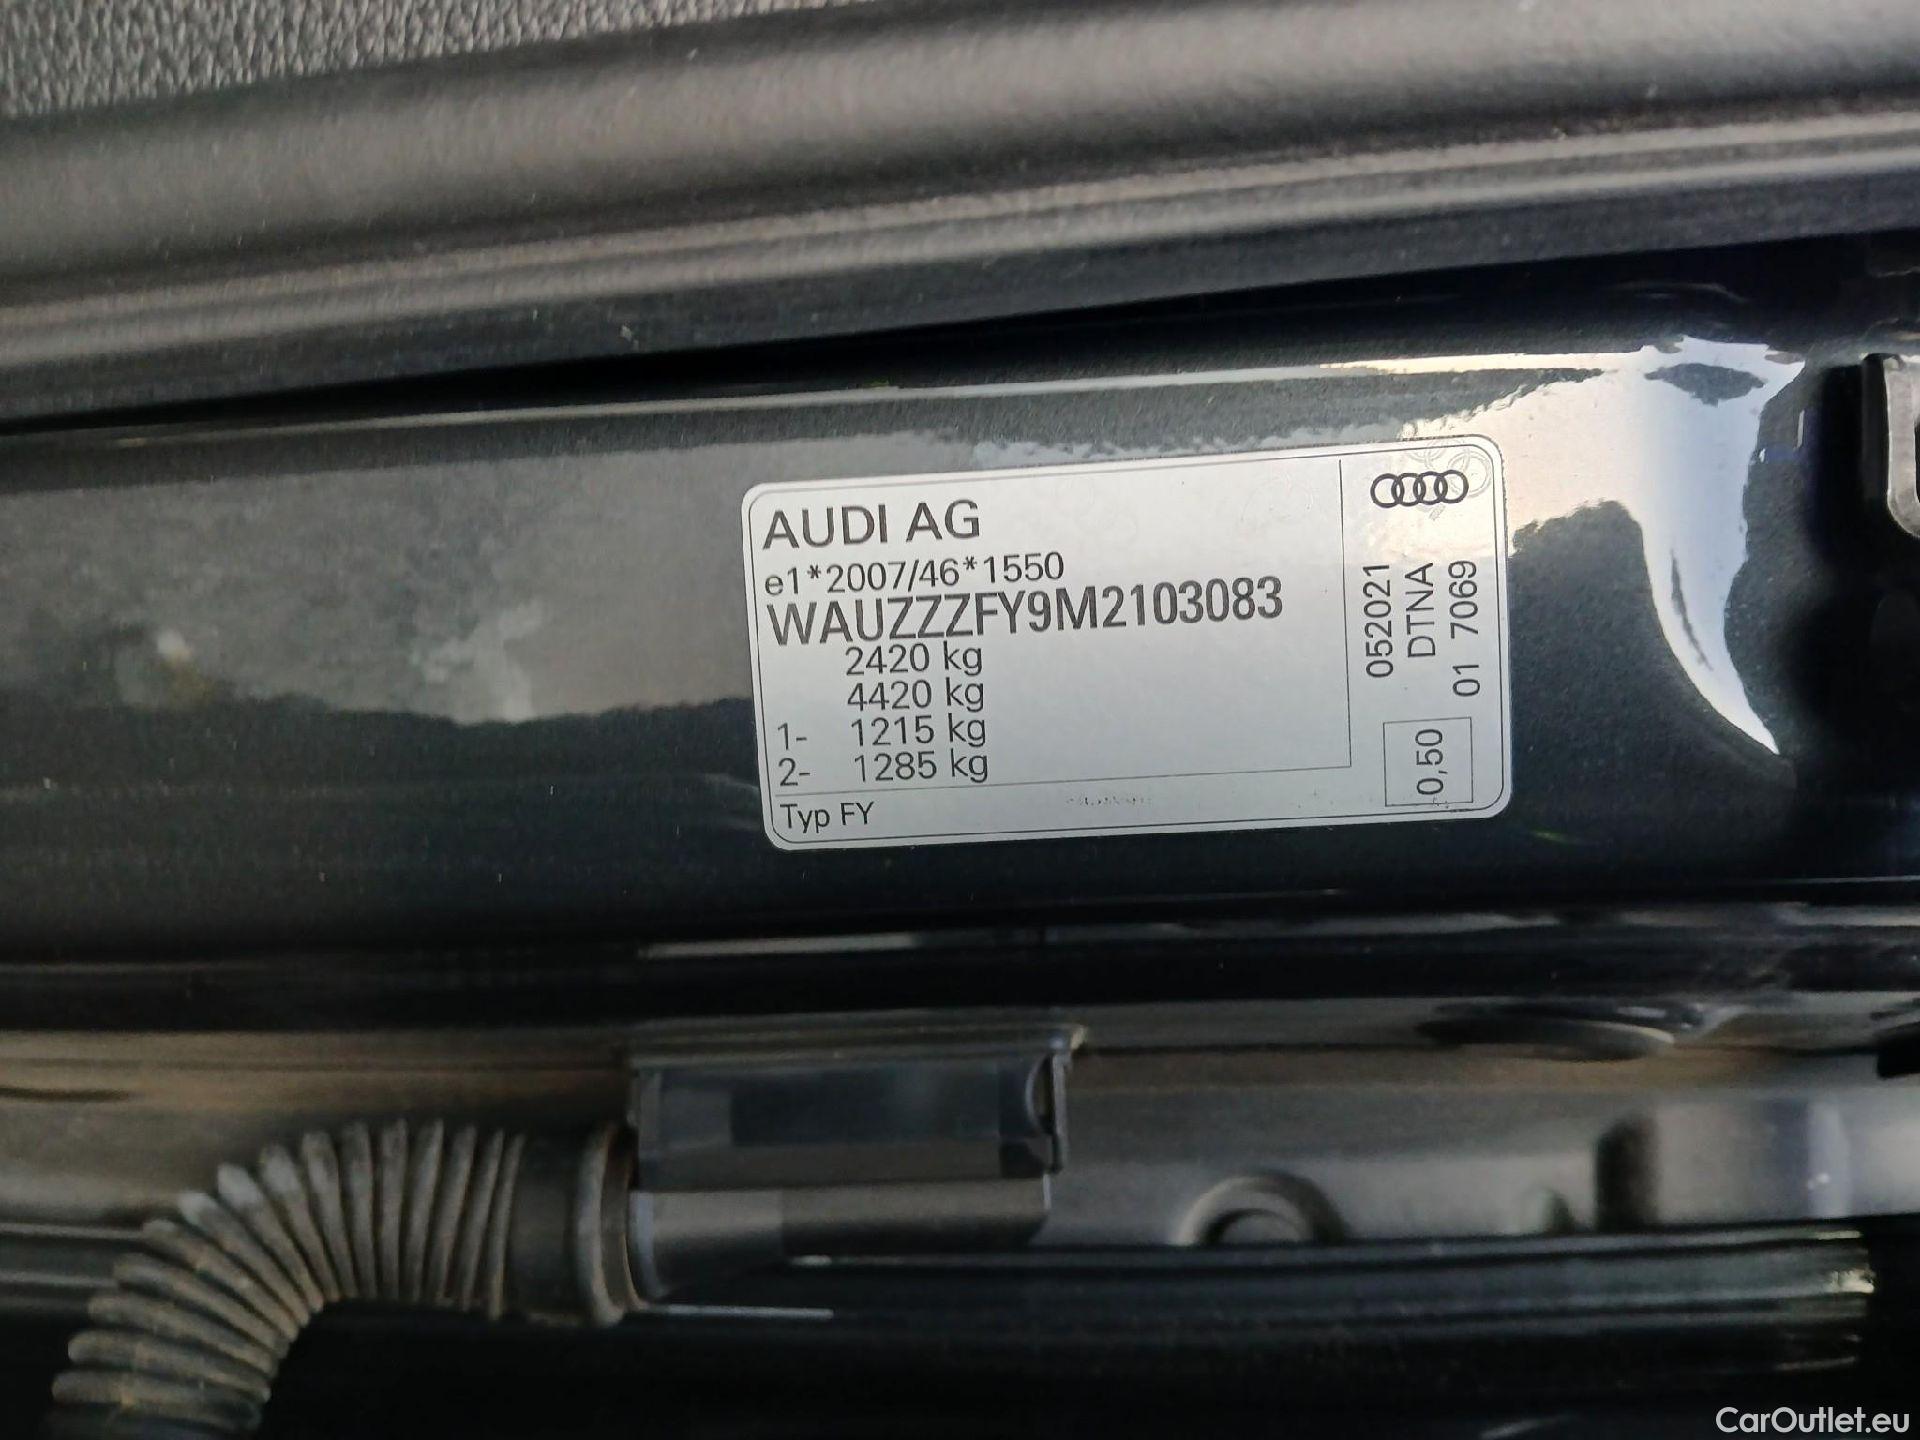 AUDI AG
e1*2007/46*1550
WAUZZZFY9M2103083
2420 kg
4420 kg
1- 1215 kg
2- 1285 kg
Typ FY
052021
DTNA
01 7069
0,50
CarOutlet.eu